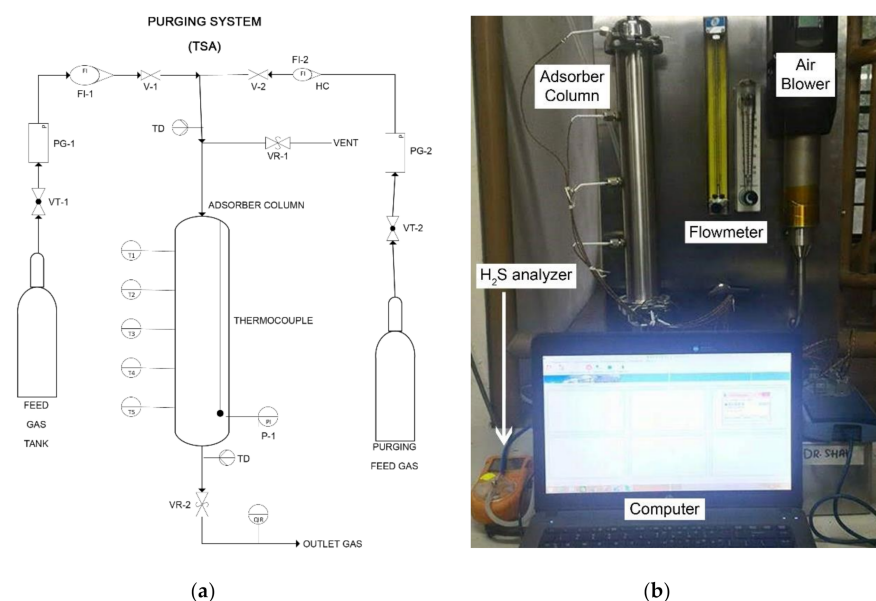 PURGING SYSTEM
(TSA)
FI-2
FI
FI
FI-1
V-1
V-2
HC
TD
P
PG-1
P
PG-2
VR-1
VENT
VT-1
ADSORBER COLUMN
VT-2
T1
T2
T3
THERMOCOUPLE
T4
T5
PI
P-1
FEED
GAS
TANK
PURGING
FEED GAS
TD
VR-2
OUTLET GAS
(a)
Adsorber
Column
Air
Blower
Flowmeter
H₂S analyzer
DR. SHAH
Computer
(b)